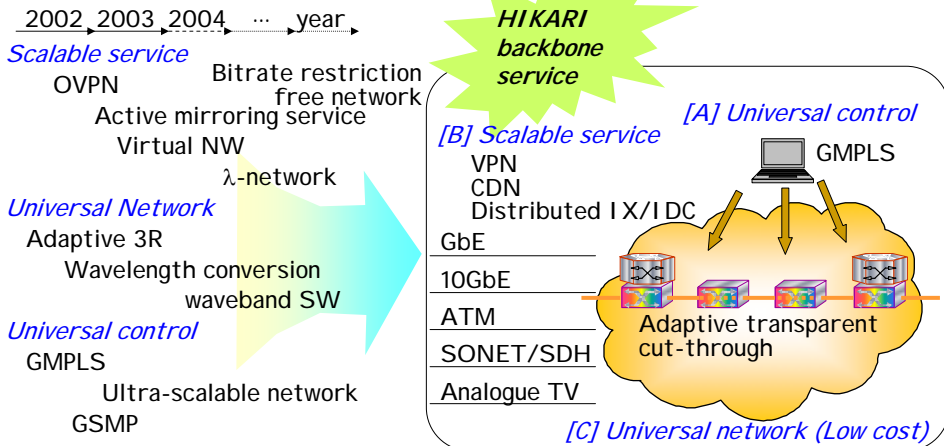 2002 2003 2004 ... year
Scalable service
OVPN
Bitrate restriction
free network
Active mirroring service
Virtual NW
λ-network
Universal Network
Adaptive 3R
Wavelength conversion
waveband SW
Universal control
GMPLS
Ultra-scalable network
GSMP
HIKARI
backbone
service
[A] Universal control
GMPLS
[B] Scalable service
VPN
CDN
Distributed IX/IDC
GbE
10GbE
ATM
SONET/SDH
Analogue TV
Adaptive transparent
cut-through
[C] Universal network (Low cost)